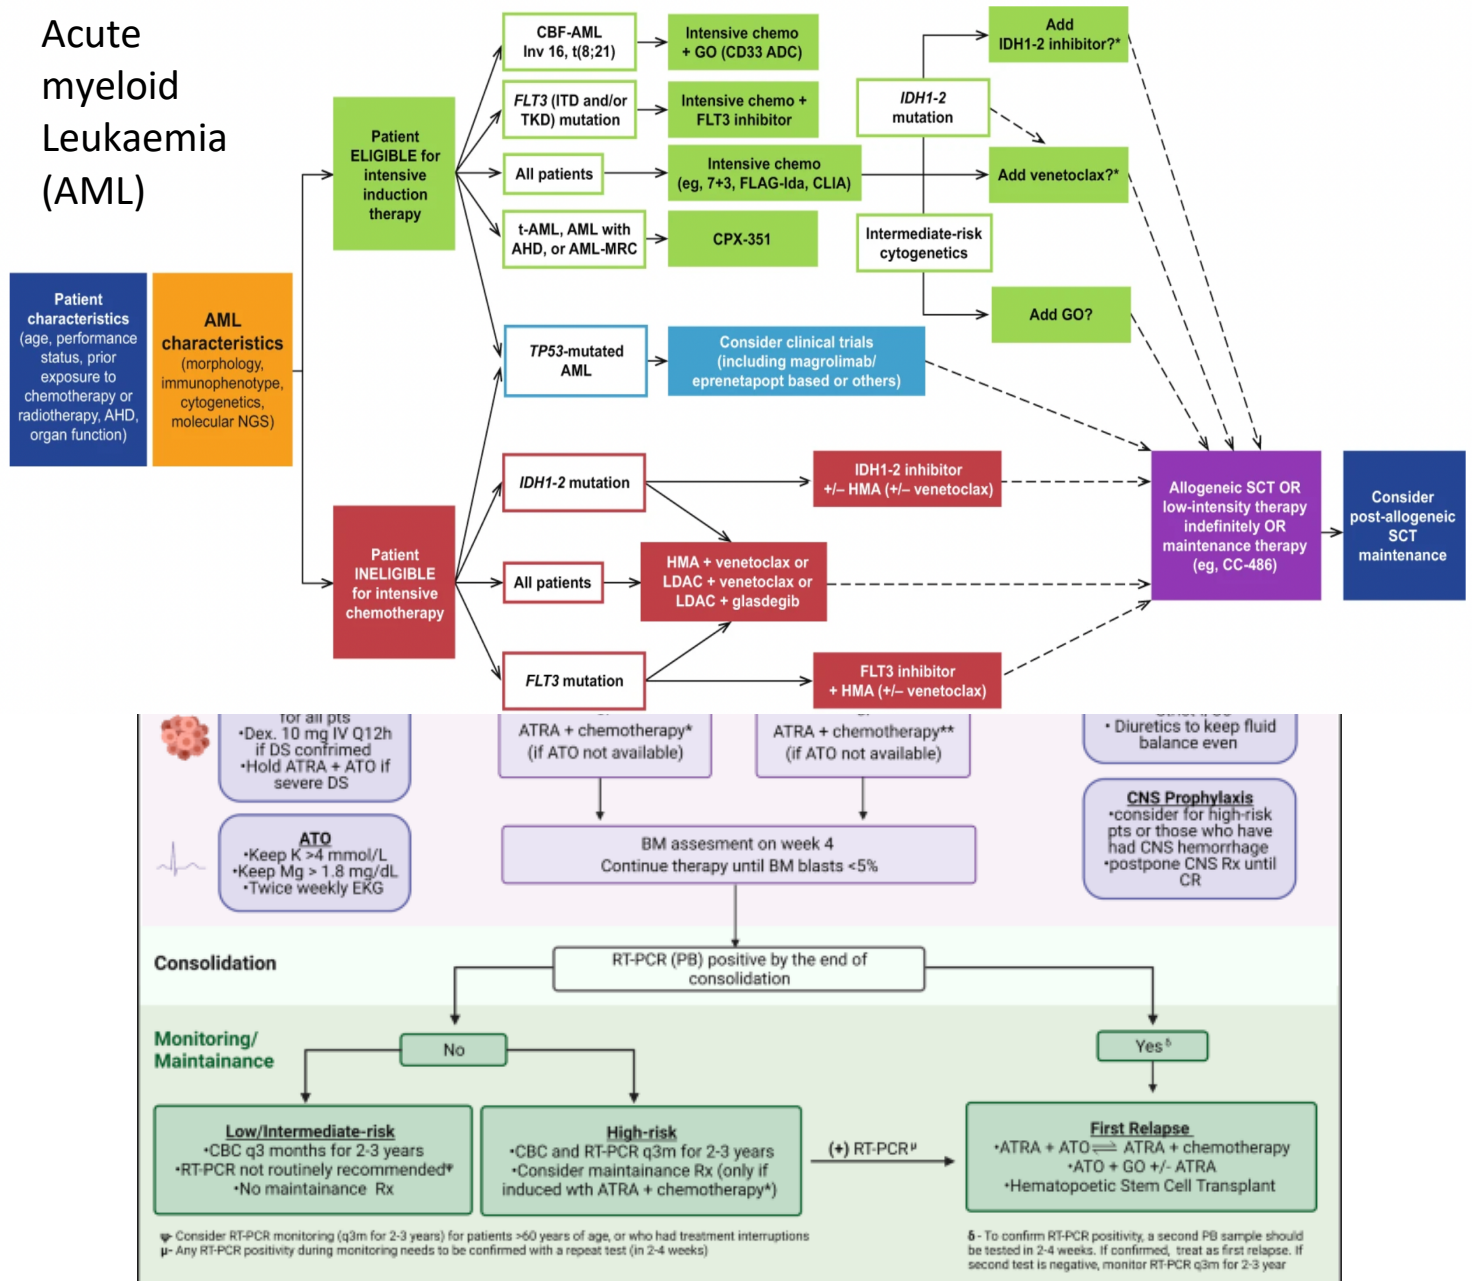 Acute
myeloid
Leukaemia
(AML)
Patient
characteristics
(age, performance
status, prior
exposure to
chemotherapy or
radiotherapy, AHD,
organ function)
AML
characteristics
(morphology,
immunophenotype,
cytogenetics,
molecular NGS)
Patient
ELIGIBLE for
intensive
induction
therapy
CBF-AML
Inv 16, t(8;21)
Intensive chemo
+ GO (CD33 ADC)
FLT3 (ITD and/or
TKD) mutation
Intensive chemo +
FLT3 inhibitor
All patients
Intensive chemo
(eg, 7+3, FLAG-Ida, CLIA)
t-AML, AML with
AHD, or AML-MRC
CPX-351
IDH1-2
mutation
Intermediate-risk
cytogenetics
Add
IDH1-2 inhibitor?*
Add venetoclax?*
Add GO?
TP53-mutated
AML
Consider clinical trials
(including magrolimab/
eprenetapopt based or others)
Patient
INELIGIBLE
for intensive
chemotherapy
IDH1-2 mutation
IDH1-2 inhibitor
+/– HMA (+/– venetoclax)
All patients
HMA + venetoclax or
LDAC + venetoclax or
LDAC + glasdegib
FLT3 mutation
FLT3 inhibitor
+ HMA (+/– venetoclax)
Allogeneic SCT OR
low-intensity therapy
indefinitely OR
maintenance therapy
(eg, CC-486)
Consider
post-allogeneic
SCT
maintenance
for all pts
•Dex. 10 mg IV Q12h
if DS confrimed
•Hold ATRA + ATO if
severe DS
ATO
•Keep K >4 mmol/L
•Keep Mg > 1.8 mg/dL
•Twice weekly EKG
ATRA + chemotherapy*
(if ATO not available)
ATRA + chemotherapy**
(if ATO not available)
BM assesment on week 4
Continue therapy until BM blasts <5%
• Diuretics to keep fluid
balance even
CNS Prophylaxis
•consider for high-risk
pts or those who have
had CNS hemorrhage
•postpone CNS Rx until
CR
Consolidation
RT-PCR (PB) positive by the end of
consolidation
Monitoring/
Maintainance
No
Yes δ
Low/Intermediate-risk
•CBC q3 months for 2-3 years
•RT-PCR not routinely recommendedΨ
•No maintainance Rx
High-risk
•CBC and RT-PCR q3m for 2-3 years
•Consider maintainance Rx (only if
induced wth ATRA + chemotherapy*)
(+) RT-PCR μ
First Relapse
•ATRA + ATO ⇌ ATRA + chemotherapy
•ATO + GO +/- ATRA
•Hematopoetic Stem Cell Transplant
ψ- Consider RT-PCR monitoring (q3m for 2-3 years) for patients >60 years of age, or who had treatment interruptions
μ- Any RT-PCR positivity during monitoring needs to be confirmed with a repeat test (in 2-4 weeks)
δ - To confirm RT-PCR positivity, a second PB sample should
be tested in 2-4 weeks. If confirmed, treat as first relapse. If
second test is negative, monitor RT-PCR q3m for 2-3 year